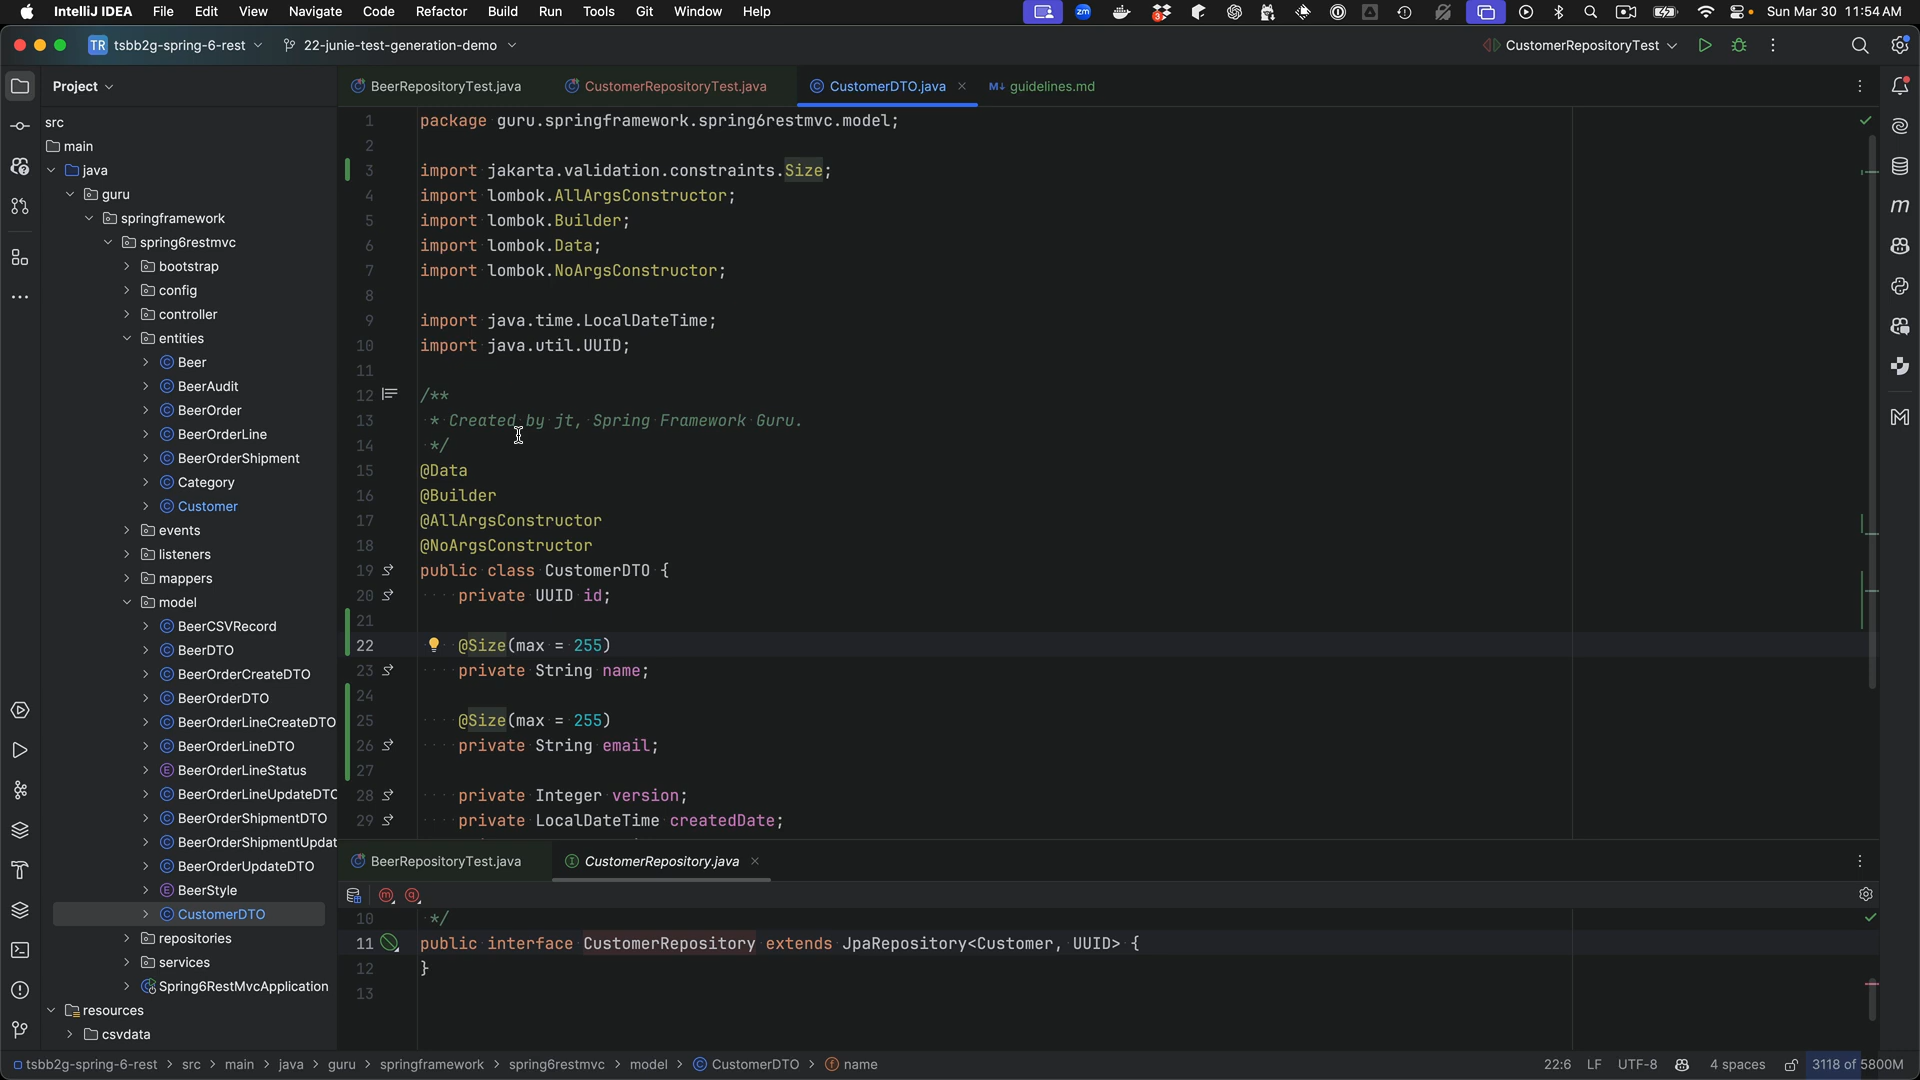 IntelliJ IDEA File Edit View Navigate Code Refactor Build Run Tools Git Window Help zm 3 Sun Mar 30 11:54 AM
TR tsbb2g-spring-6-rest 22-junie-test-generation-demo CustomerRepositoryTest
Project
src
main
java
guru
springframework
spring6restmvc
bootstrap
config
controller
entities
Beer
BeerAudit
BeerOrder
BeerOrderLine
BeerOrderShipment
Category
Customer
events
listeners
mappers
model
BeerCSVRecord
BeerDTO
BeerOrderCreateDTO
BeerOrderDTO
BeerOrderLineCreateDTO
BeerOrderLineDTO
BeerOrderLineStatus
BeerOrderLineUpdateDTO
BeerOrderShipmentDTO
BeerOrderShipmentUpdat
BeerOrderUpdateDTO
BeerStyle
CustomerDTO
repositories
services
Spring6RestMvcApplication
resources
csvdata
BeerRepositoryTest.java CustomerRepositoryTest.java CustomerDTO.java M↓ guidelines.md
1 package guru.springframework.spring6restmvc.model;
2
3 import jakarta.validation.constraints.Size;
4 import lombok.AllArgsConstructor;
5 import lombok.Builder;
6 import lombok.Data;
7 import lombok.NoArgsConstructor;
8
9 import java.time.LocalDateTime;
10 import java.util.UUID;
11
12 /**
13 * Created by jt, Spring Framework Guru.
14 */
15 @Data
16 @Builder
17 @AllArgsConstructor
18 @NoArgsConstructor
19 public class CustomerDTO {
20 private UUID id;
21
22 @Size(max = 255)
23 private String name;
24
25 @Size(max = 255)
26 private String email;
27
28 private Integer version;
29 private LocalDateTime createdDate;
BeerRepositoryTest.java CustomerRepository.java
10 */
11 public interface CustomerRepository extends JpaRepository<Customer, UUID> {
12 }
13
tsbb2g-spring-6-rest > src > main > java > guru > springframework > spring6restmvc > model > CustomerDTO > name 22:6 LF UTF-8 4 spaces 3118 of 5800M